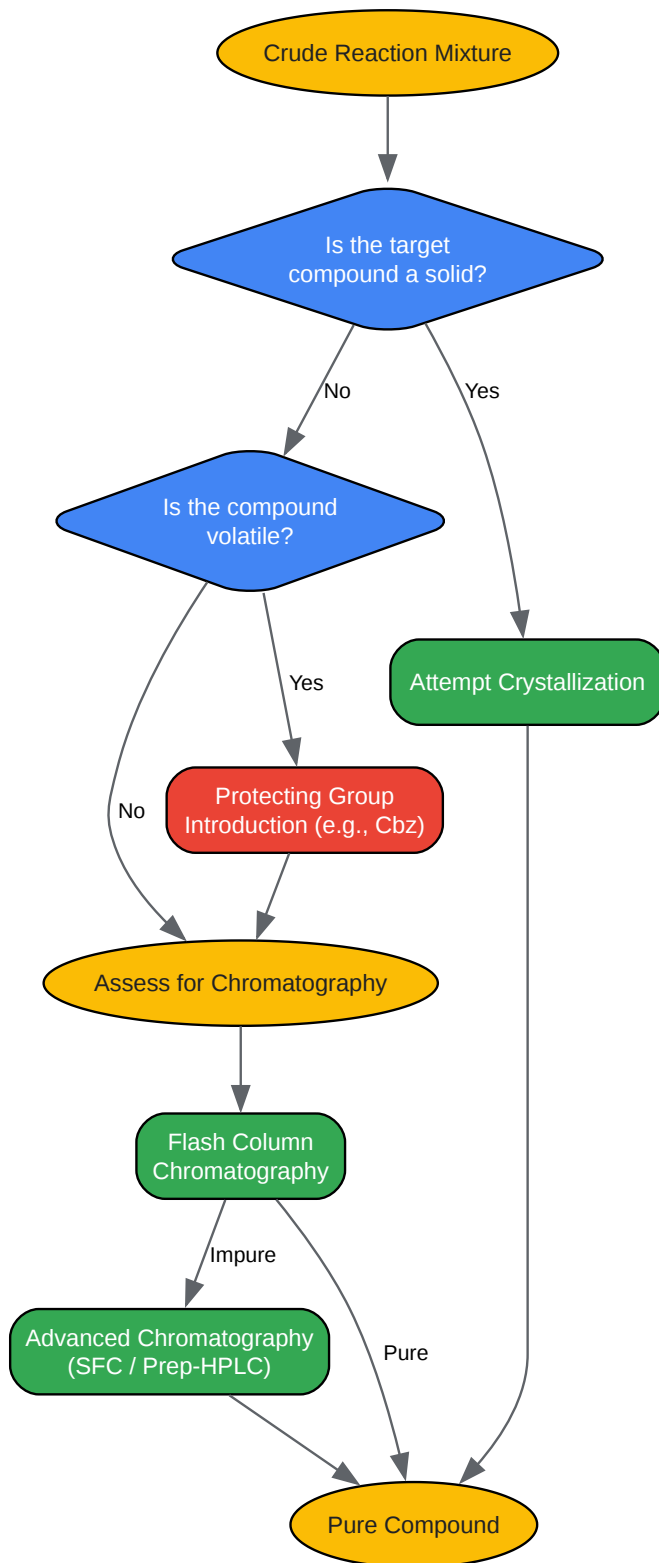 Crude Reaction Mixture
Is the target
compound a solid?
No
Yes
Is the compound
volatile?
Attempt Crystallization
Yes
Protecting Group
Introduction (e.g., Cbz)
No
Assess for Chromatography
Flash Column
Chromatography
Impure
Advanced Chromatography
(SFC / Prep-HPLC)
Pure
Pure Compound